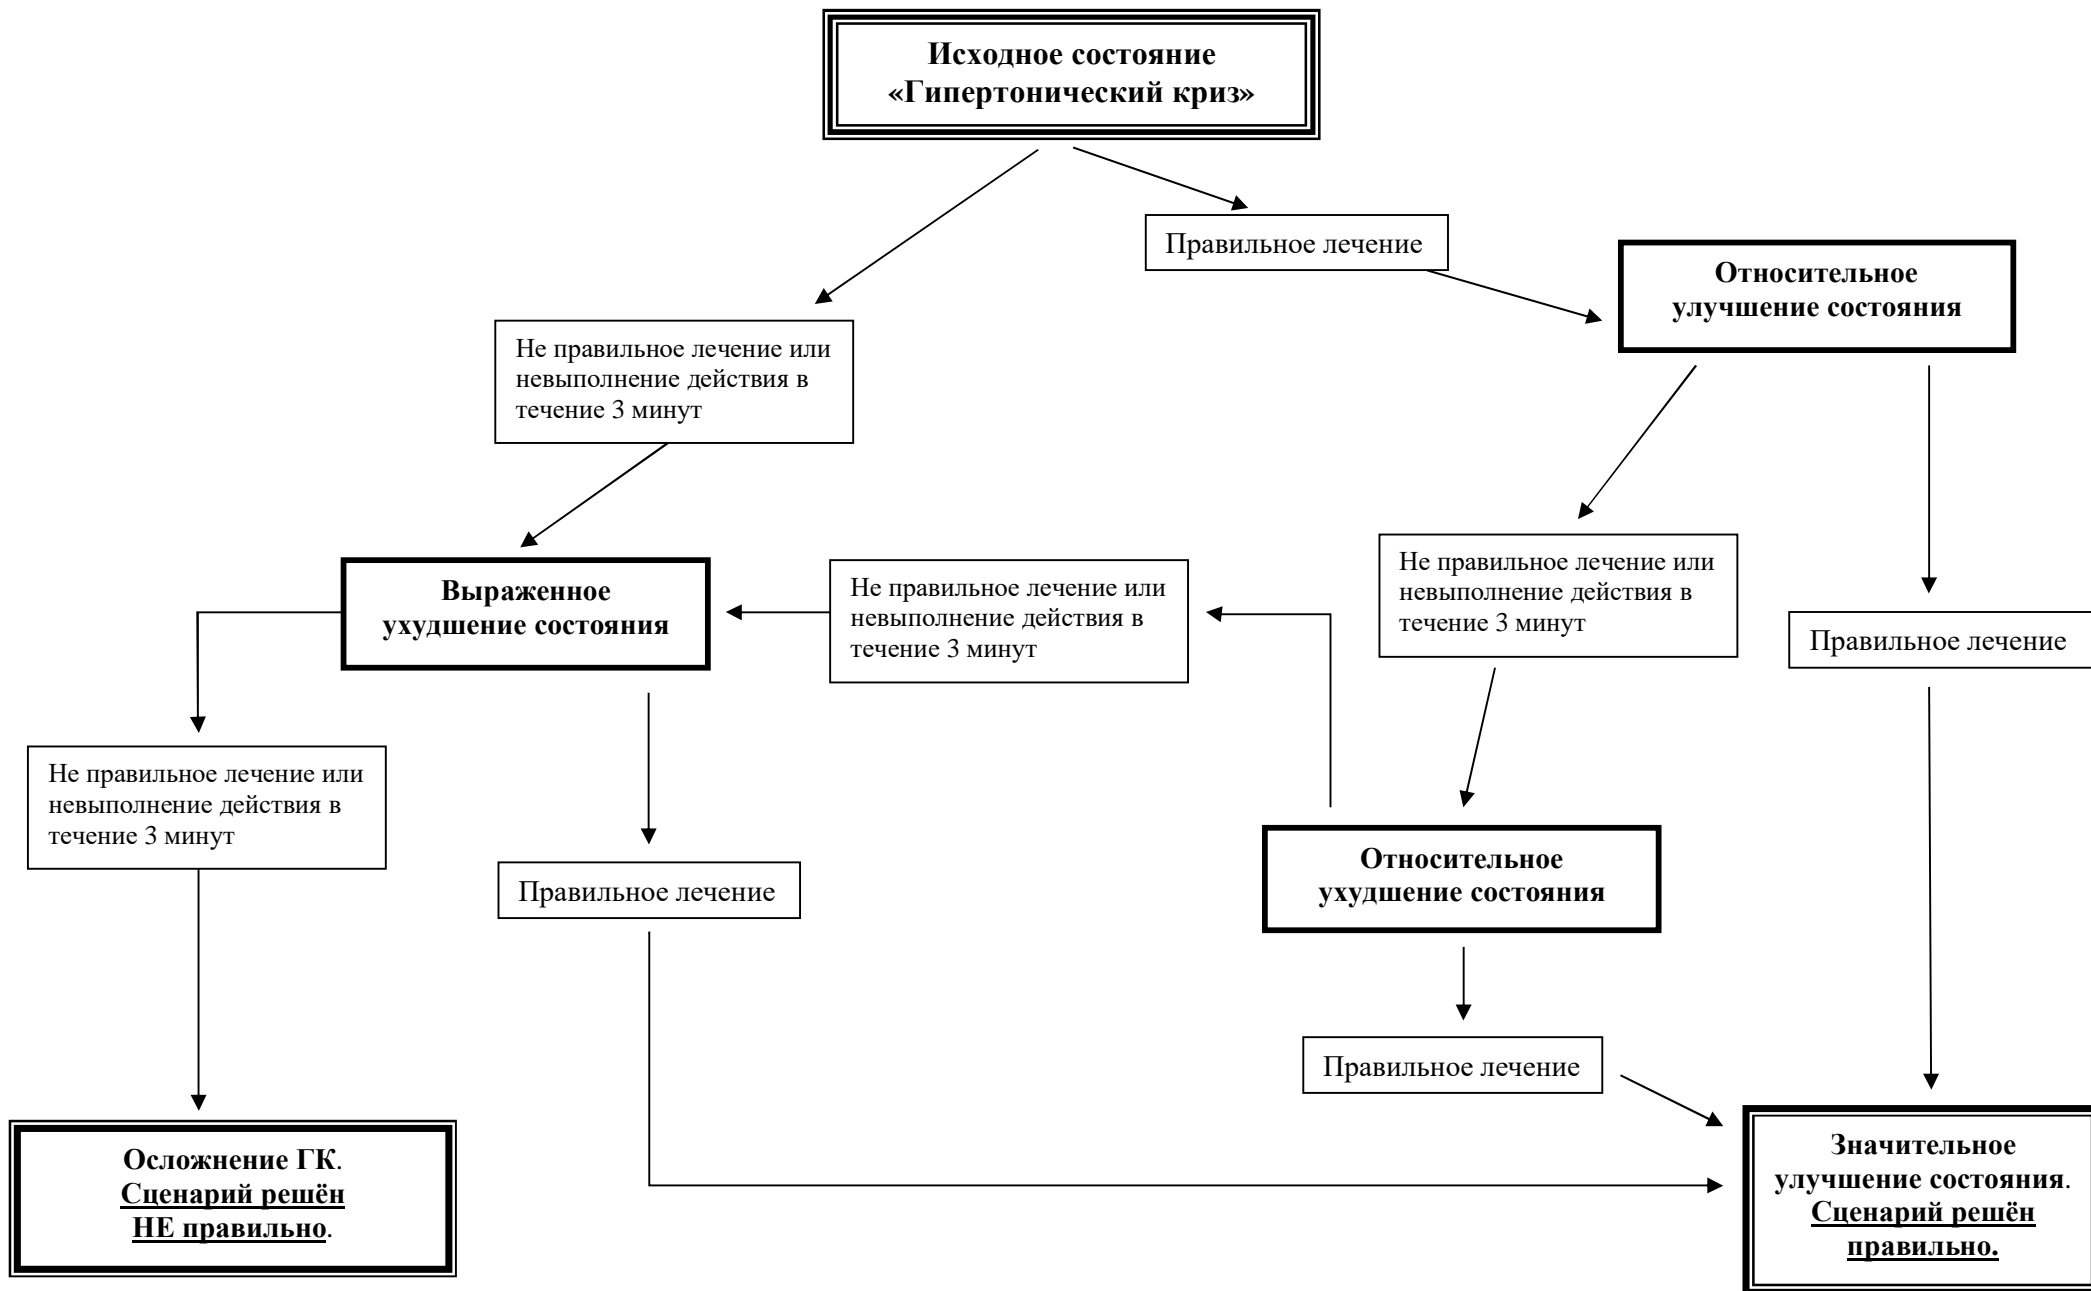 Исходное состояние
«Гипертонический криз»
Правильное лечение
Относительное
улучшение состояния
Не правильное лечение или
невыполнение действия в
течение 3 минут
Выраженное
ухудшение состояния
Не правильное лечение или
невыполнение действия в
течение 3 минут
Не правильное лечение или
невыполнение действия в
течение 3 минут
Правильное лечение
Не правильное лечение или
невыполнение действия в
течение 3 минут
Правильное лечение
Относительное
ухудшение состояния
Правильное лечение
Осложнение ГК.
Сценарий решён
НЕ правильно.
Значительное
улучшение состояния.
Сценарий решён
правильно.